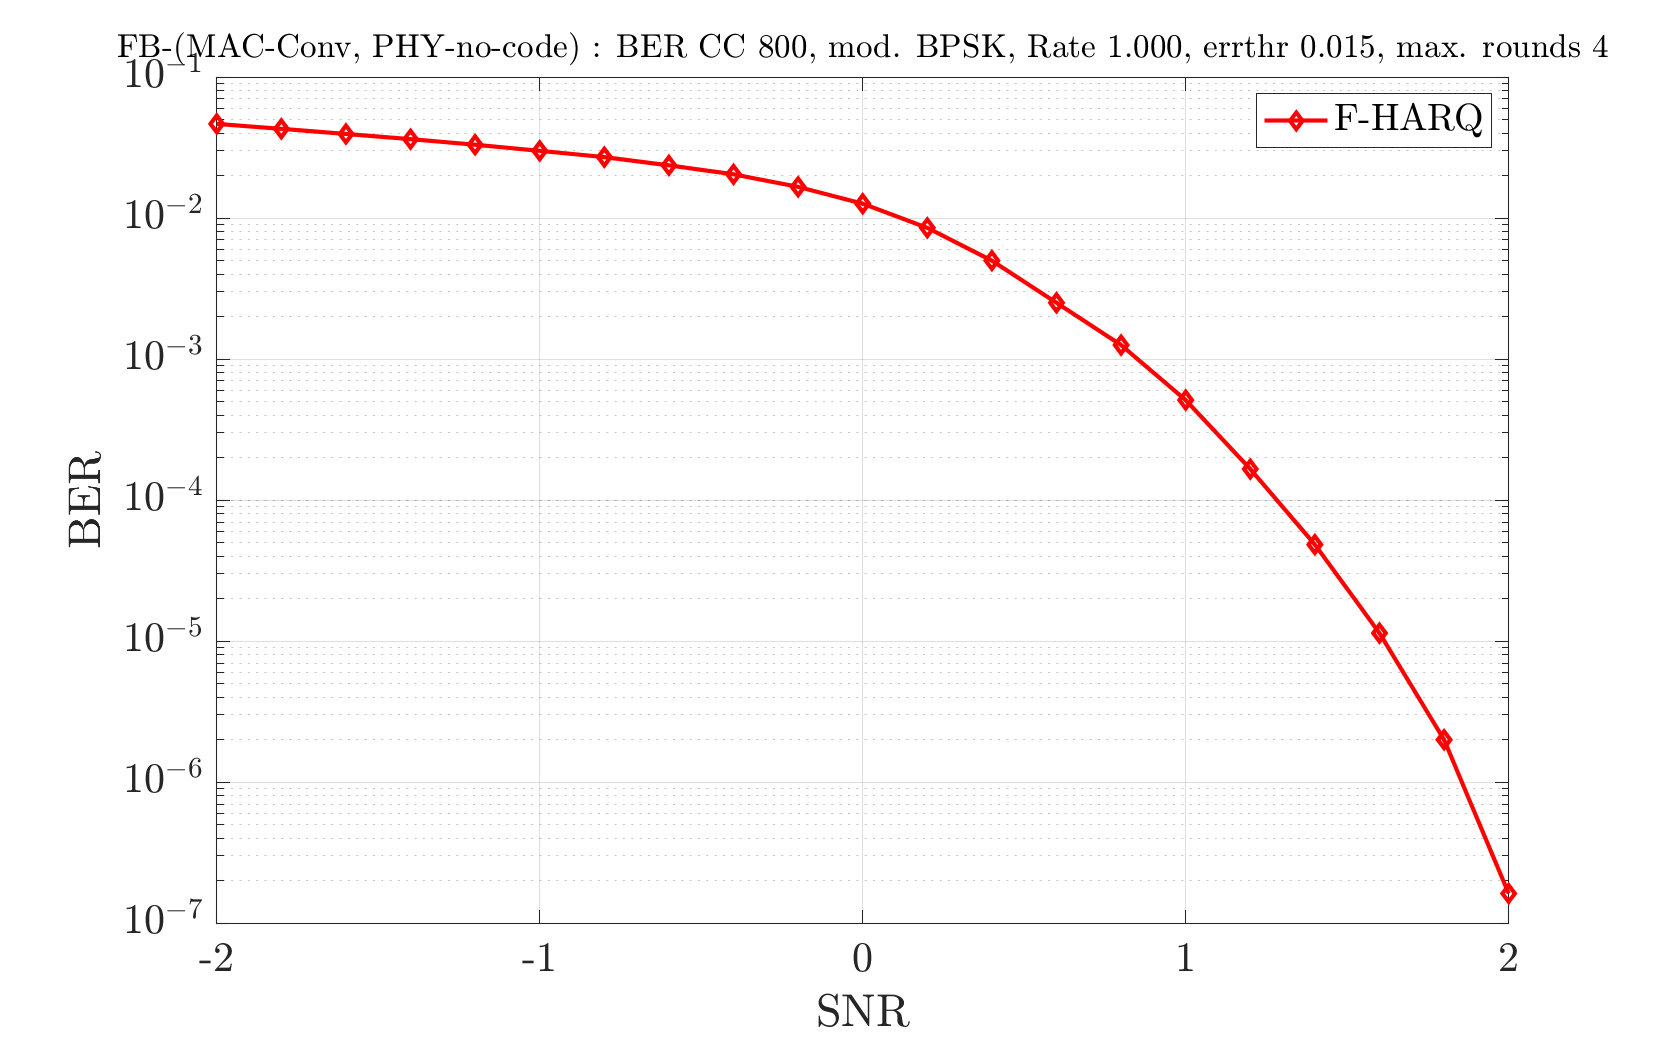 FB-(MAC-Conv, PHY-no-code) : BER CC 800, mod. BPSK, Rate 1.000, errthr 0.015, max. rounds 4
F-HARQ
10^{-1}
10^{-2}
10^{-3}
10^{-4}
10^{-5}
10^{-6}
10^{-7}
BER
-2 -1 0 1 2
SNR